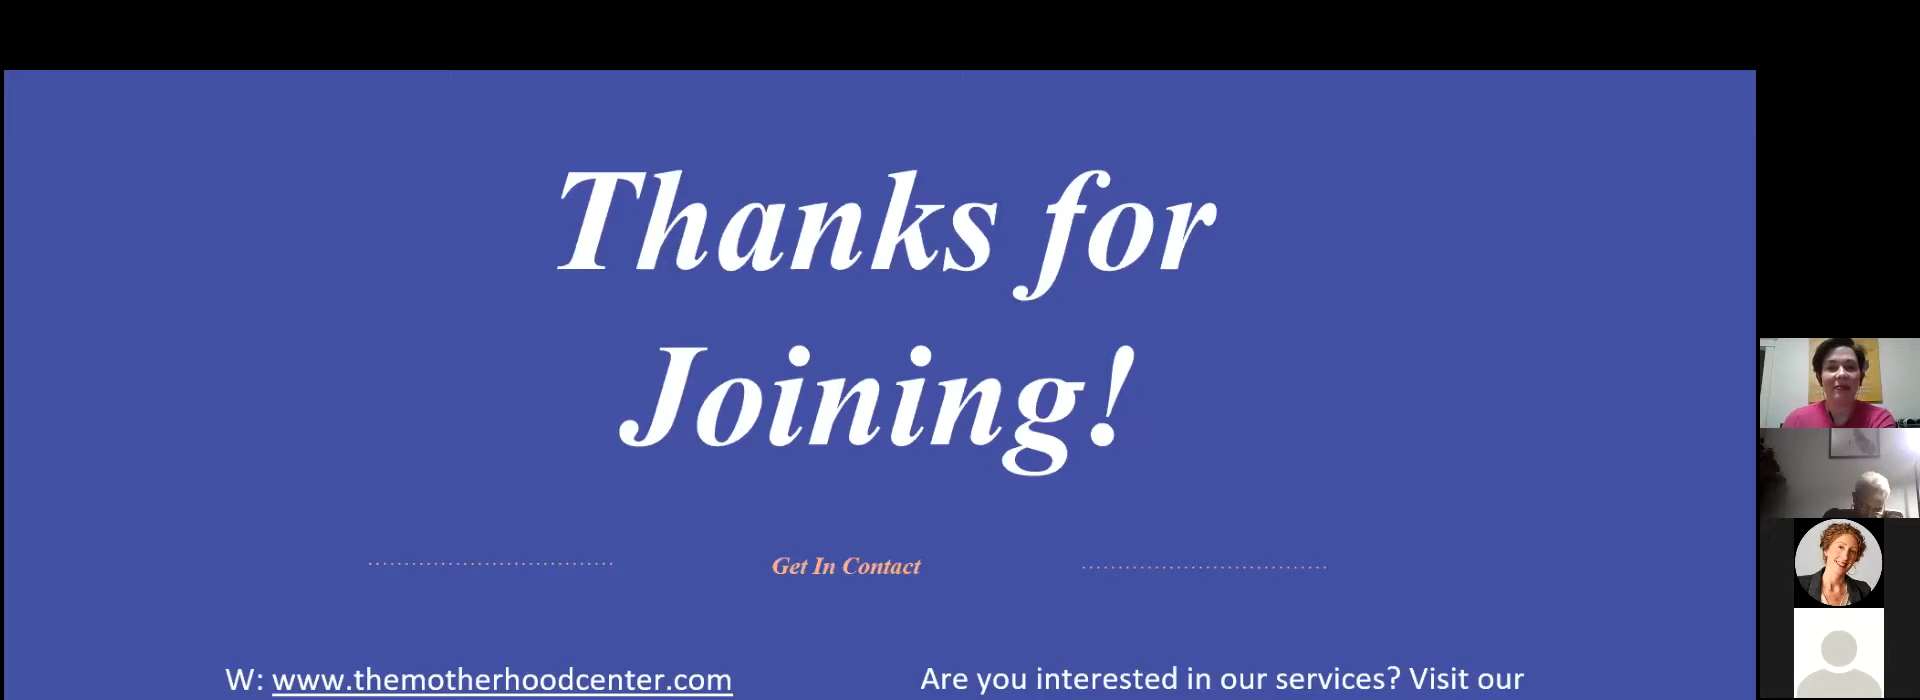 Thanks for
Joining!
Get In Contact
W: www.themotherhoodcenter.com
Are you interested in our services? Visit our